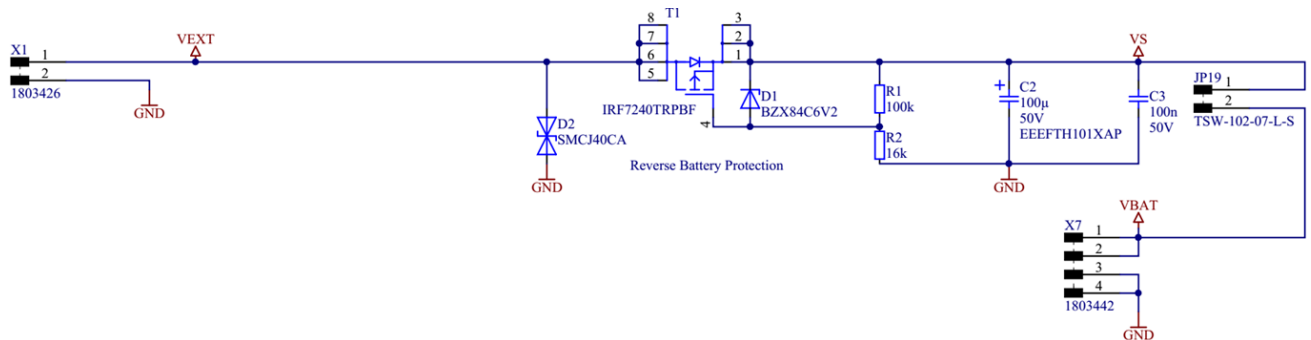 T1
8
3
X1
VEXT
7
2
VS
1
6
1
JP19
2
5
R1
C2
C3
1
1803426
100k
100µ
100n
2
D1
GND
IRF7240TRPBF
BZX84C6V2
50V
50V
TSW-102-07-L-S
D2
4
EEEFTH101XAP
SMCJ40CA
R2
16k
Reverse Battery Protection
GND
GND
VBAT
X7
1
2
3
4
1803442
GND